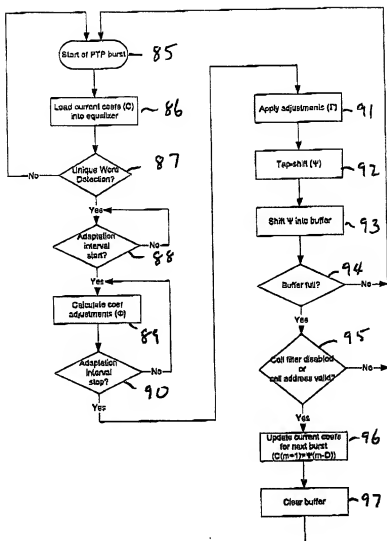 Start of PTP burst
85
Load current coefs (C)
into equalizer
86
87
Unique Word
Detection?
No
Yes
Adaptation
interval
start?
No
88
Yes
Calculate coef
adjustments (Φ)
89
Adaptation
interval
stop?
90
No
Yes
Apply adjustments (Γ)
91
Tap-shift (Ψ)
92
Shift Ψ into buffer
93
94
Buffer full?
No
Yes
95
Cell filter disabled
or
cell address valid?
No
Yes
Update current coefs
for next burst
(C(m+1)=Ψ(m-D))
96
Clear buffer
97